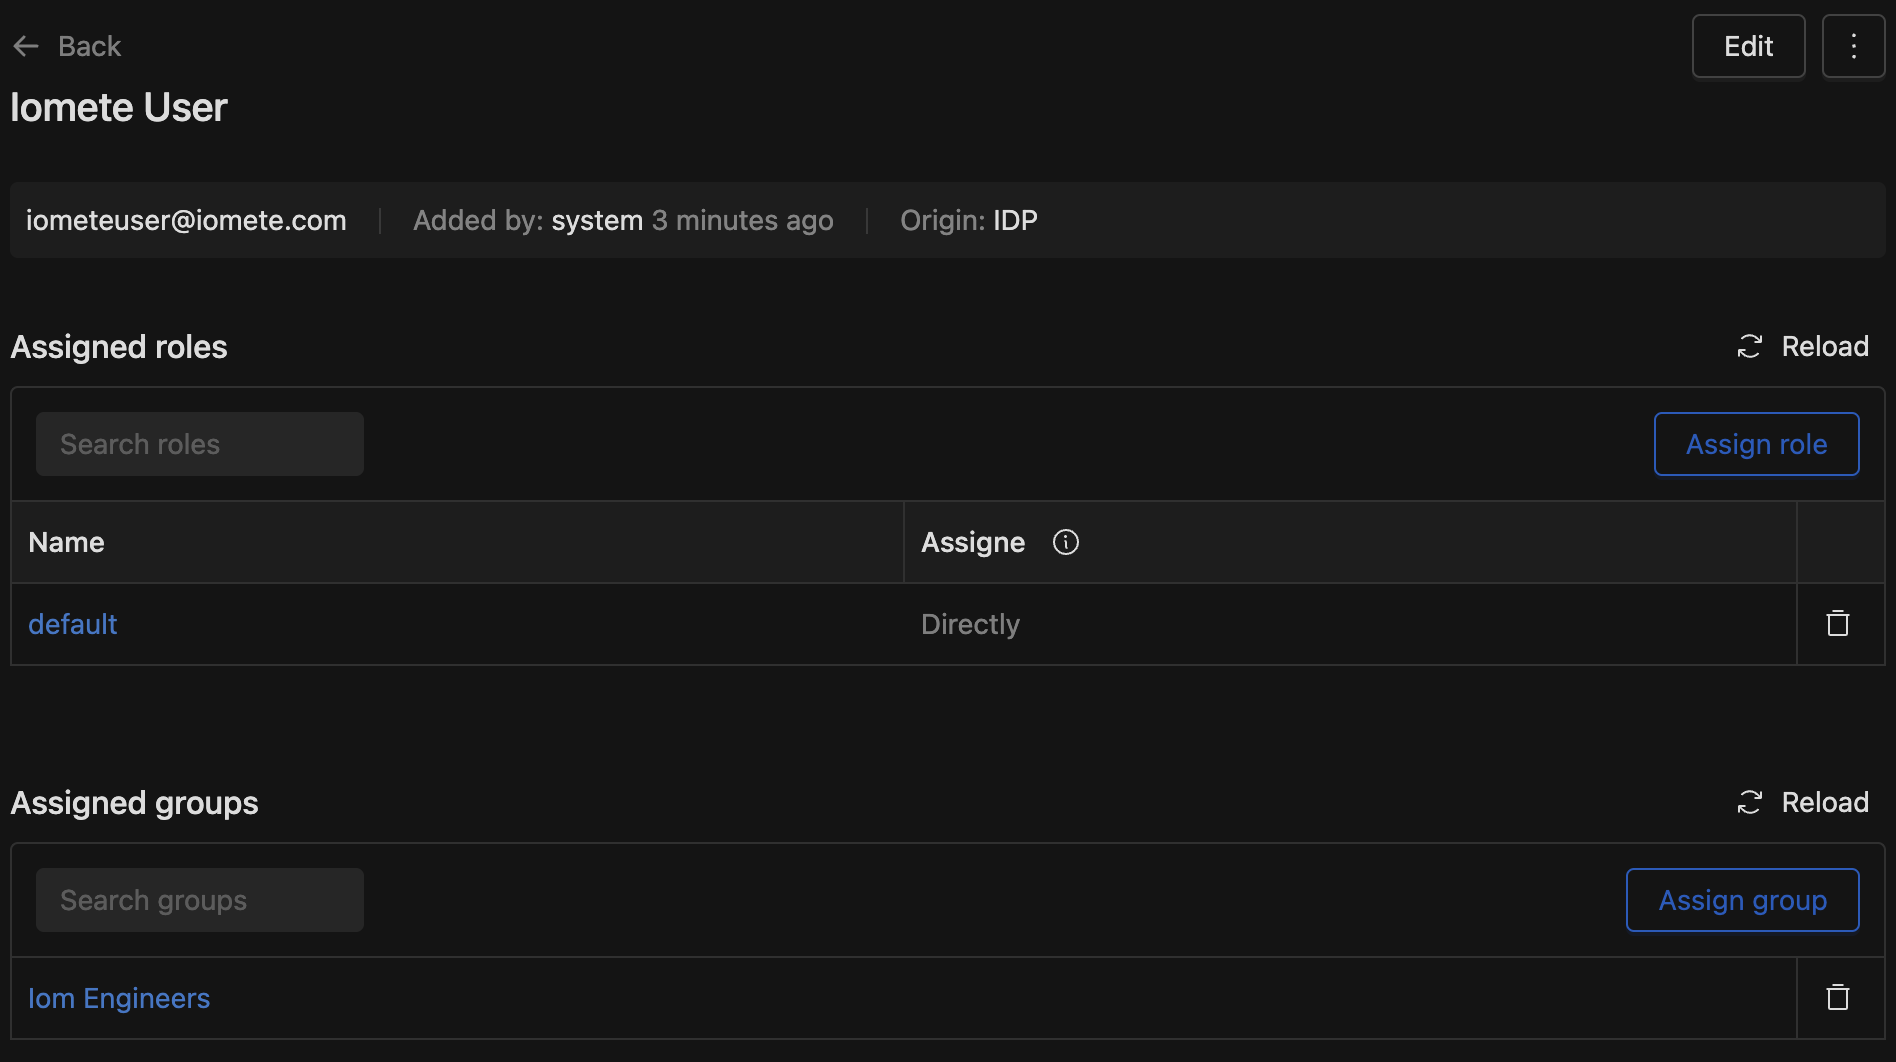 Back
Edit
Iomete User
iometeuser@iomete.com Added by: system 3 minutes ago Origin: IDP
Assigned roles
Reload
Search roles
Assign role
Name Assigne
default Directly
Assigned groups
Reload
Search groups
Assign group
Iom Engineers